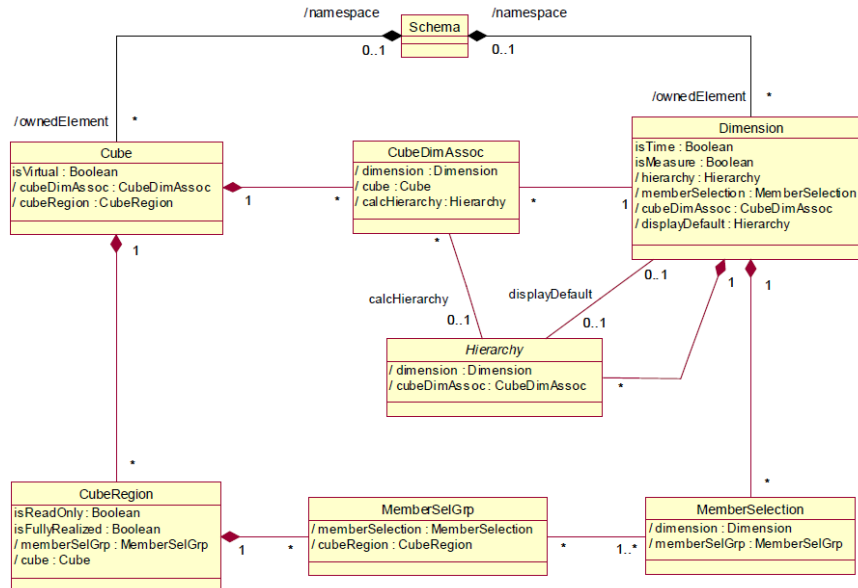 /namespace
Schema
/namespace
0..1
0..1
/ownedElement
*
/ownedElement
*
Cube
isVirtual : Boolean
/ cubeDimAssoc : CubeDimAssoc
/ cubeRegion : CubeRegion
1
*
1
CubeDimAssoc
/ dimension : Dimension
/ cube : Cube
/ calcHierarchy : Hierarchy
*
1
*
Dimension
isTime : Boolean
isMeasure : Boolean
/ hierarchy : Hierarchy
/ memberSelection : MemberSelection
/ cubeDimAssoc : CubeDimAssoc
/ displayDefault : Hierarchy
0..1
1
1
calcHierarchy
displayDefault
0..1
0..1
Hierarchy
/ dimension : Dimension
/ cubeDimAssoc : CubeDimAssoc
*
*
*
CubeRegion
isReadOnly : Boolean
isFullyRealized : Boolean
/ memberSelGrp : MemberSelGrp
/ cube : Cube
1
*
MemberSelGrp
/ memberSelection : MemberSelection
/ cubeRegion : CubeRegion
*
1..*
MemberSelection
/ dimension : Dimension
/ memberSelGrp : MemberSelGrp